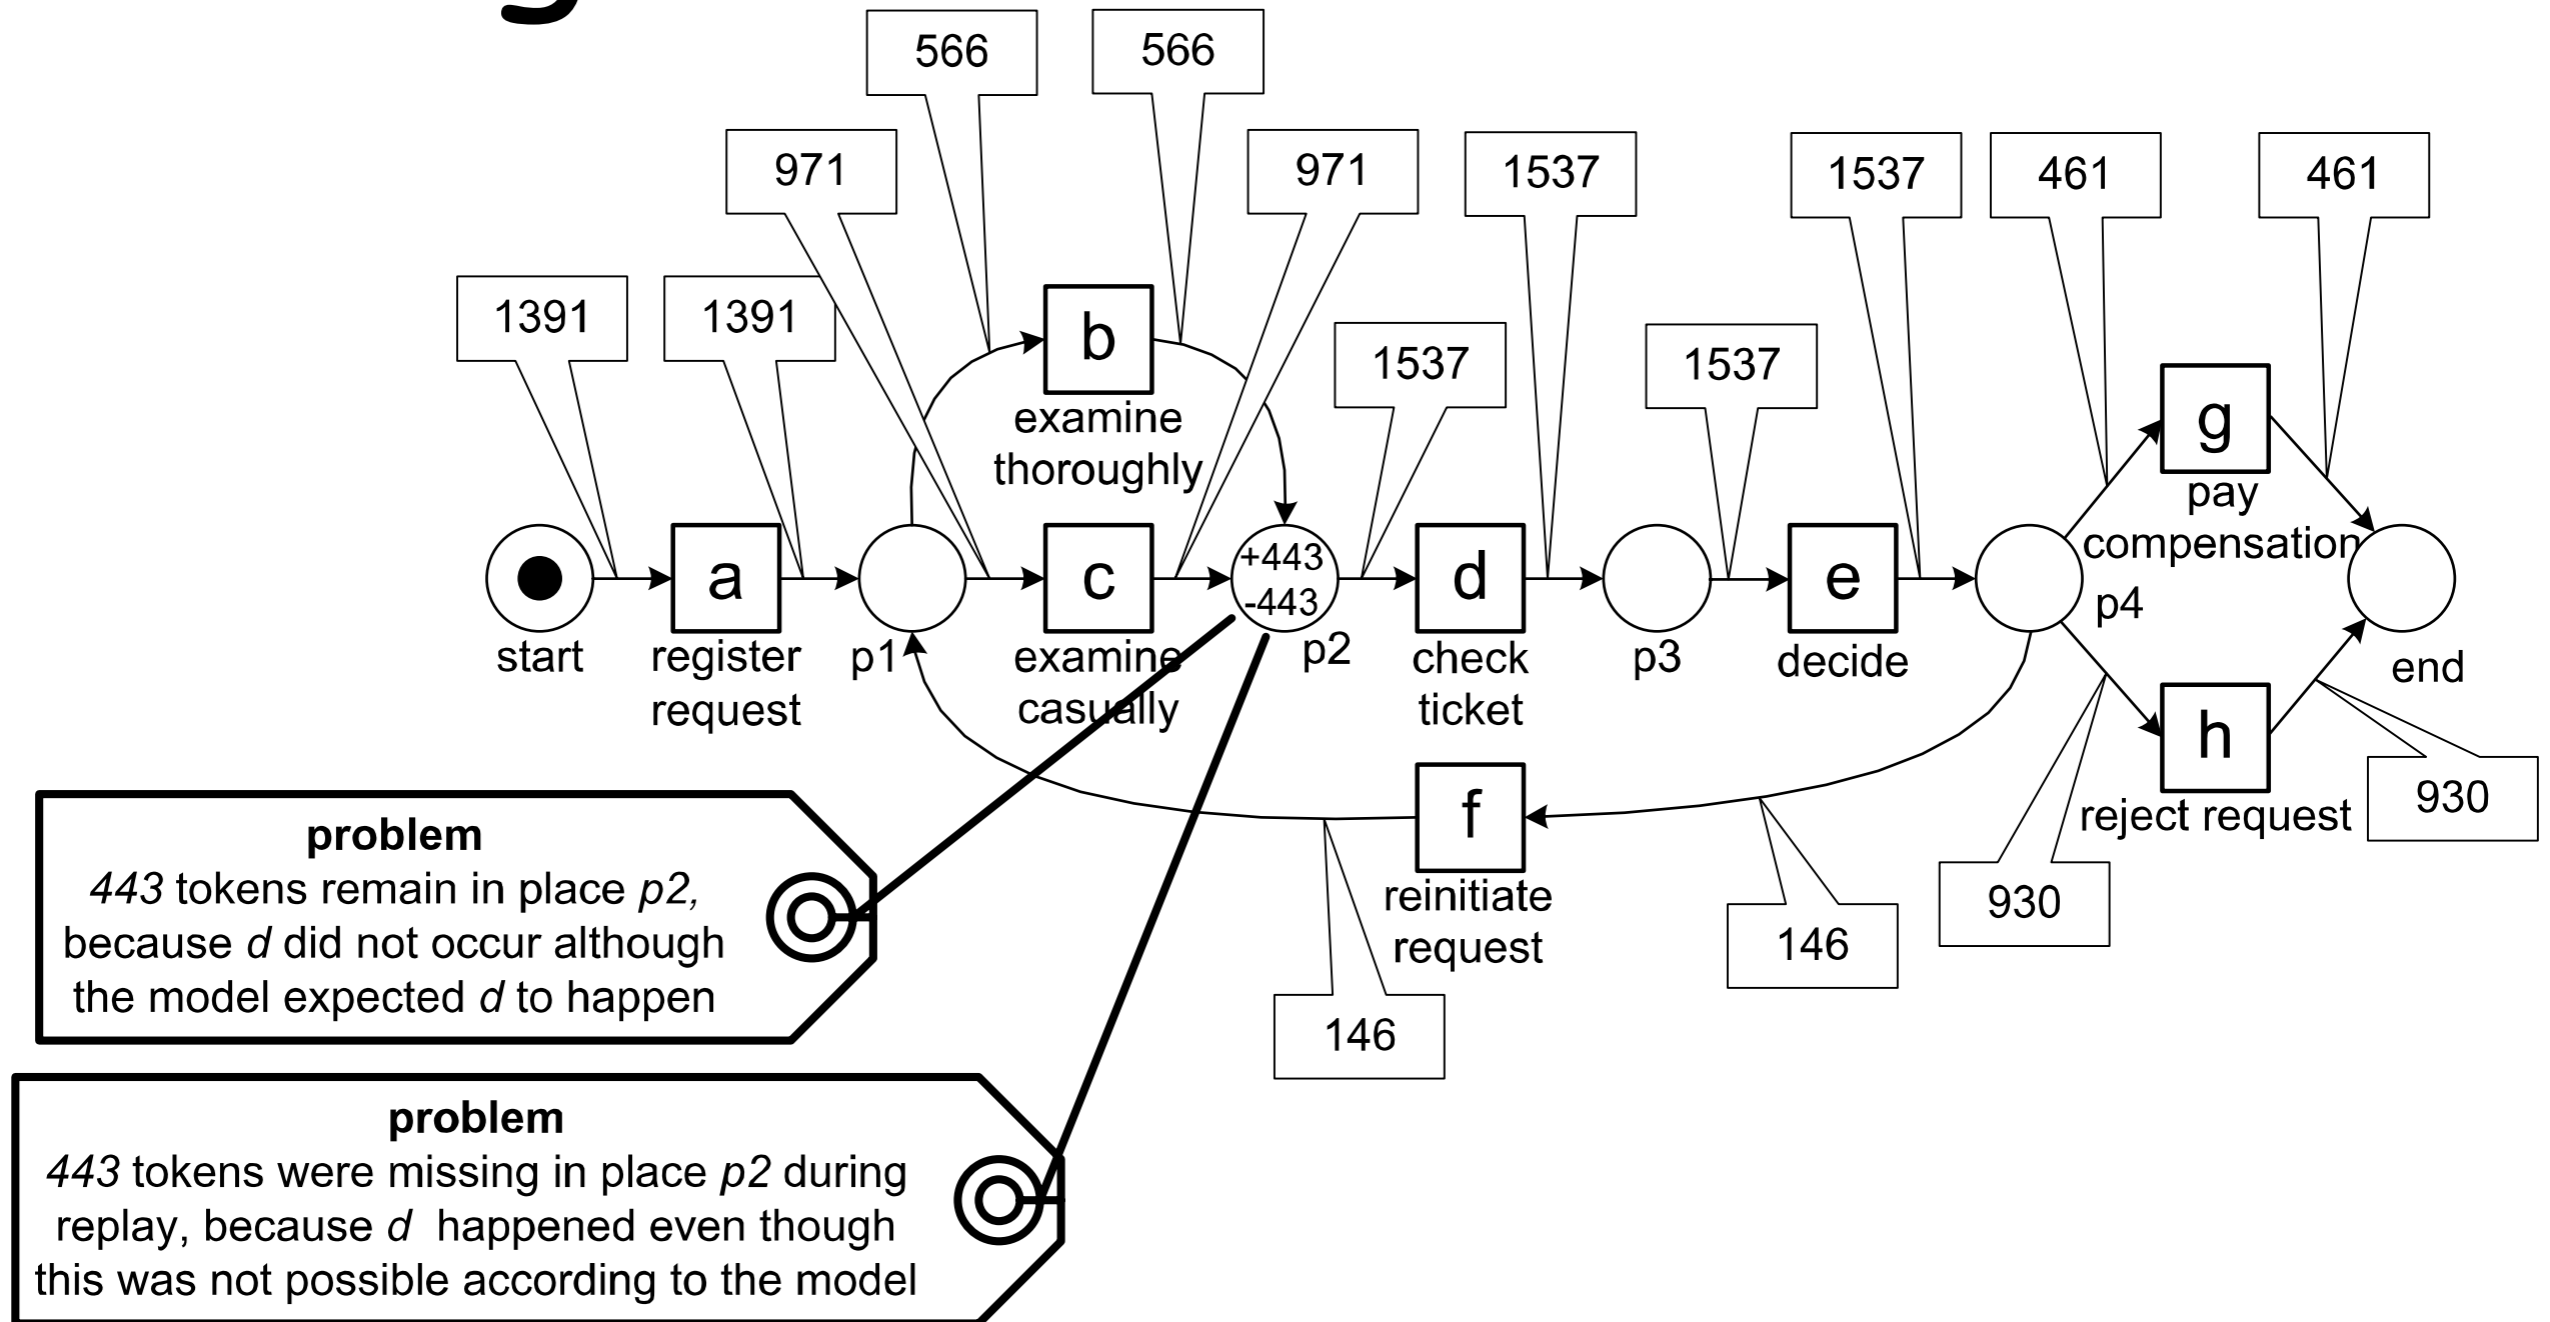 566
566
971
971
1537
1537
461
461
1391
1391
1537
1537
b
examine
thoroughly
g
pay
compensation
start
a
register
request
p1
c
examine
casually
+443
-443
p2
d
check
ticket
p3
e
decide
p4
end
h
reject request
930
930
f
reinitiate
request
146
146
problem
443 tokens remain in place p2,
because d did not occur although
the model expected d to happen
problem
443 tokens were missing in place p2 during
replay, because d happened even though
this was not possible according to the model